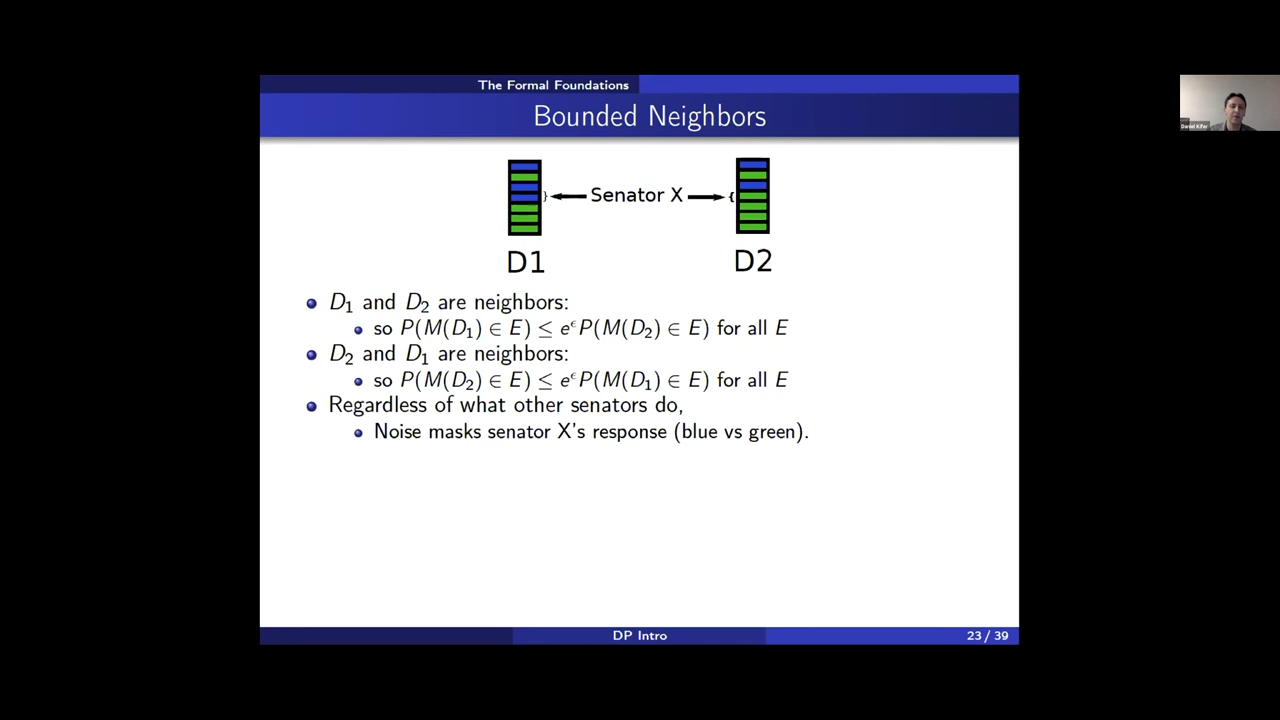 The Formal Foundations
Bounded Neighbors
Senator X
D1
D2
D₁ and D₂ are neighbors:
so P(M(D₁) ∈ E) ≤ e^ϵ P(M(D₂) ∈ E) for all E
D₂ and D₁ are neighbors:
so P(M(D₂) ∈ E) ≤ e^ϵ P(M(D₁) ∈ E) for all E
Regardless of what other senators do,
Noise masks senator X's response (blue vs green).
DP Intro
23 / 39
Daniel Kifer